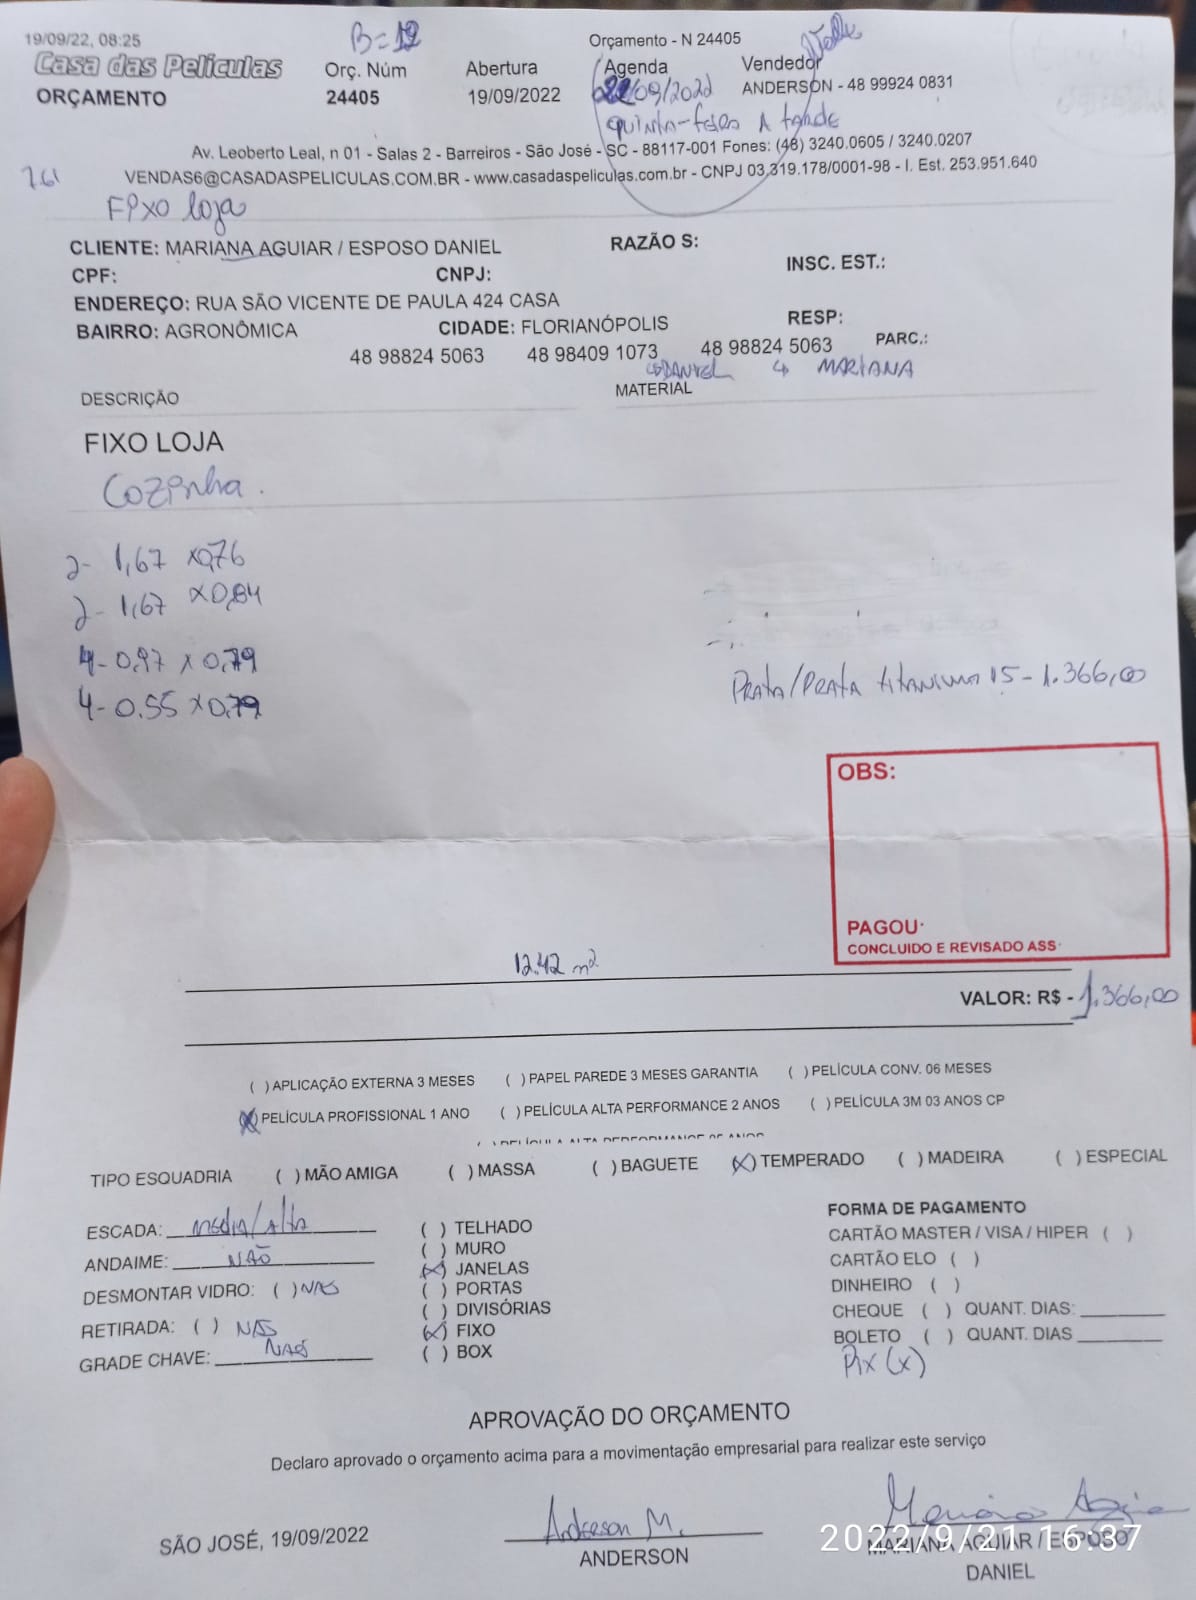 19/09/22, 08:25
B=12
Orçamento - N 24405
Casa das Películas
Orç. Núm
Abertura
Agenda
Vendedor
ORÇAMENTO
24405
19/09/2022
22/09/2022
ANDERSON - 48 99924 0831
quinta-feira A tarde
Av. Leoberto Leal, n 01 - Salas 2 - Barreiros - São José - SC - 88117-001 Fones: (48) 3240.0605 / 3240.0207
VENDAS6@CASADASPELICULAS.COM.BR - www.casadaspeliculas.com.br - CNPJ 03.319.178/0001-98 - I. Est. 253.951.640
Fixo loja
CLIENTE: MARIANA AGUIAR / ESPOSO DANIEL
RAZÃO S:
CPF:
CNPJ:
INSC. EST.:
ENDEREÇO: RUA SÃO VICENTE DE PAULA 424 CASA
BAIRRO: AGRONÔMICA
CIDADE: FLORIANÓPOLIS
RESP:
48 98824 5063 48 98409 1073 48 98824 5063
PARC.:
↳DANIEL ↳ MARIANA
DESCRIÇÃO
MATERIAL
FIXO LOJA
Cozinha.
2- 1,67 x0,76
2- 1,67 x0,84
4- 0,97 x 0,79
4- 0.55 x 0,79
Prata/Prata titanium 15 - 1.366,00
OBS:
PAGOU:
CONCLUIDO E REVISADO ASS:
12.42 m²
VALOR: R$ - 1.366,00
( ) APLICAÇÃO EXTERNA 3 MESES ( ) PAPEL PAREDE 3 MESES GARANTIA ( ) PELÍCULA CONV. 06 MESES
(X) PELÍCULA PROFISSIONAL 1 ANO ( ) PELÍCULA ALTA PERFORMANCE 2 ANOS ( ) PELÍCULA 3M 03 ANOS CP
( ) PELÍCULA ALTA PERFORMANCE 05 ANOS
TIPO ESQUADRIA ( ) MÃO AMIGA ( ) MASSA ( ) BAGUETE (X) TEMPERADO ( ) MADEIRA ( ) ESPECIAL
ESCADA: média/Alta
ANDAIME: NÃO
DESMONTAR VIDRO: ( ) NÃO
RETIRADA: ( ) NÃO
GRADE CHAVE: NÃO
( ) TELHADO
( ) MURO
(X) JANELAS
( ) PORTAS
( ) DIVISÓRIAS
(X) FIXO
( ) BOX
FORMA DE PAGAMENTO
CARTÃO MASTER / VISA / HIPER ( )
CARTÃO ELO ( )
DINHEIRO ( )
CHEQUE ( ) QUANT. DIAS:
BOLETO ( ) QUANT. DIAS
Pix (x)
APROVAÇÃO DO ORÇAMENTO
Declaro aprovado o orçamento acima para a movimentação empresarial para realizar este serviço
SÃO JOSÉ, 19/09/2022
Anderson M.
ANDERSON
2022/9/21 16:37
MARIANA AGUIAR / ESPOSO
DANIEL